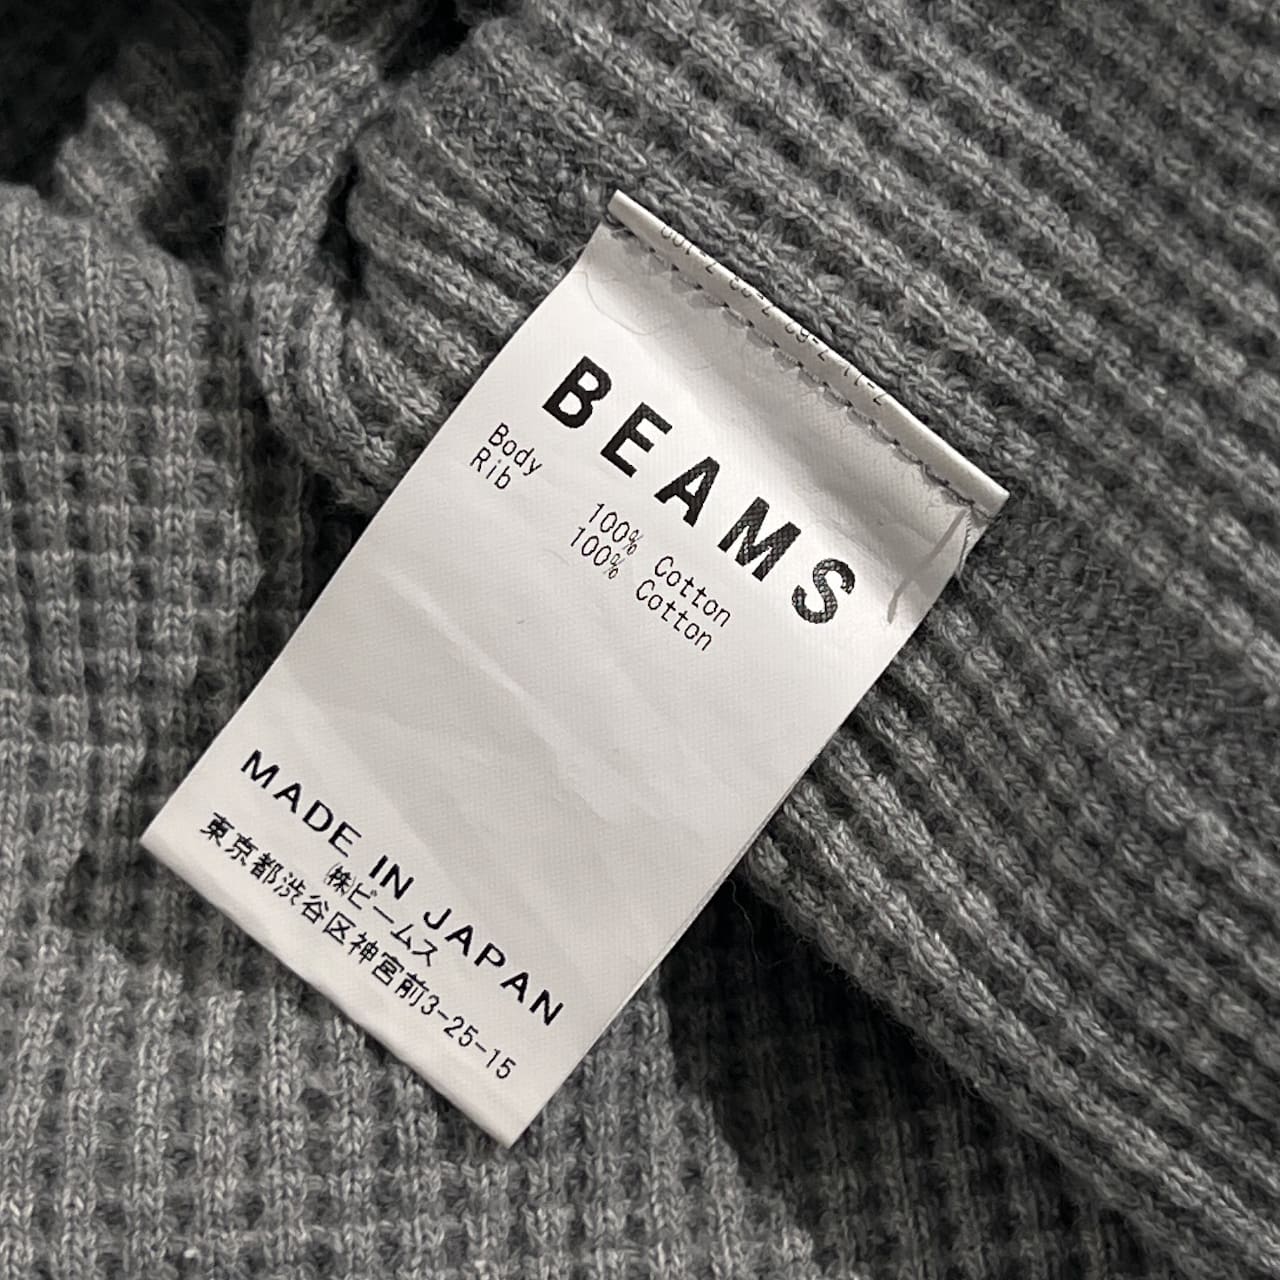 BEAMS
Body 100% Cotton
Rib 100% Cotton
MADE IN JAPAN
㈱ビームス
東京都渋谷区神宮前3-25-15